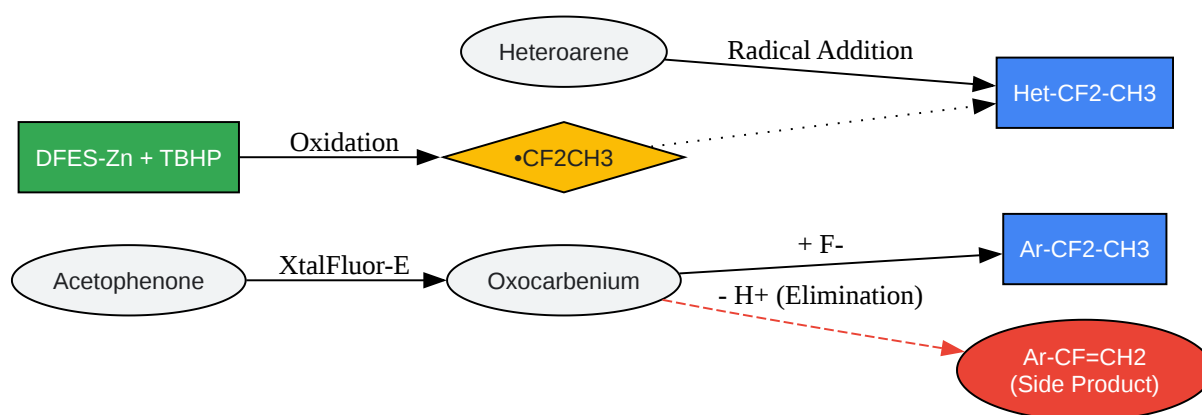 Heteroarene
Radical Addition
Het-CF2-CH3
DFES-Zn + TBHP
Oxidation
•CF2CH3
Acetophenone
XtalFluor-E
Oxocarbenium
+ F-
Ar-CF2-CH3
- H+ (Elimination)
Ar-CF=CH2
(Side Product)